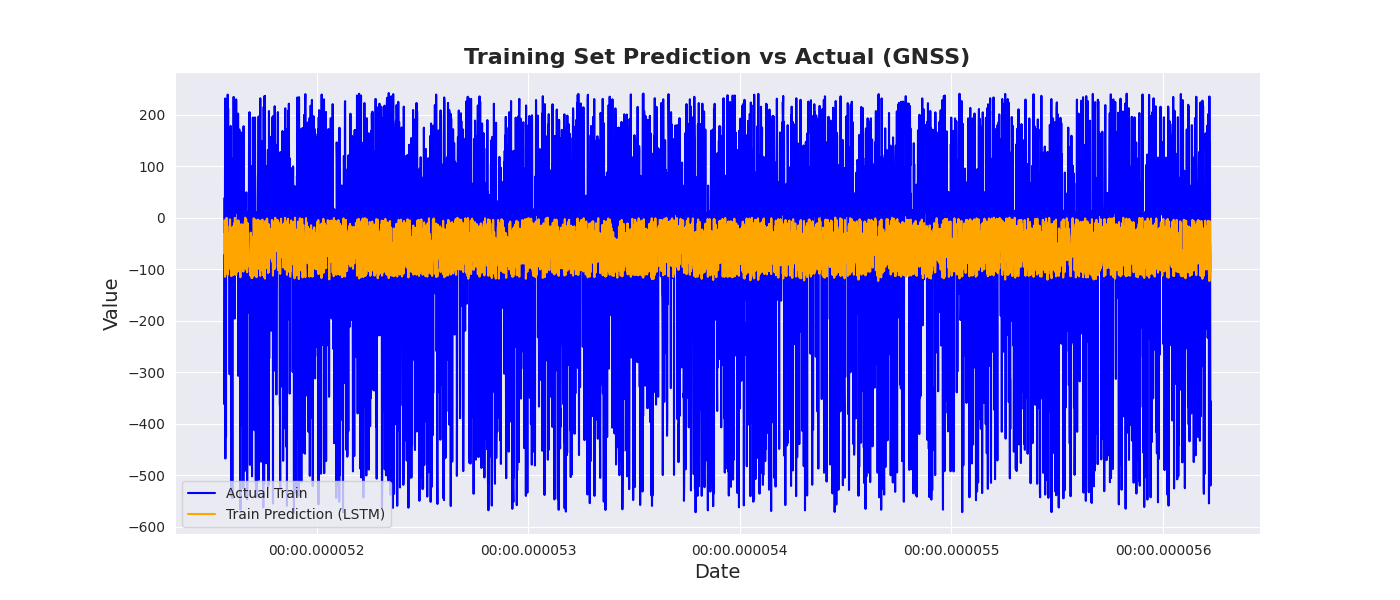 Training Set Prediction vs Actual (GNSS)
Value
200
100
0
−100
−200
−300
−400
−500
−600
Actual Train
Train Prediction (LSTM)
00:00.000052
00:00.000053
00:00.000054
00:00.000055
00:00.000056
Date